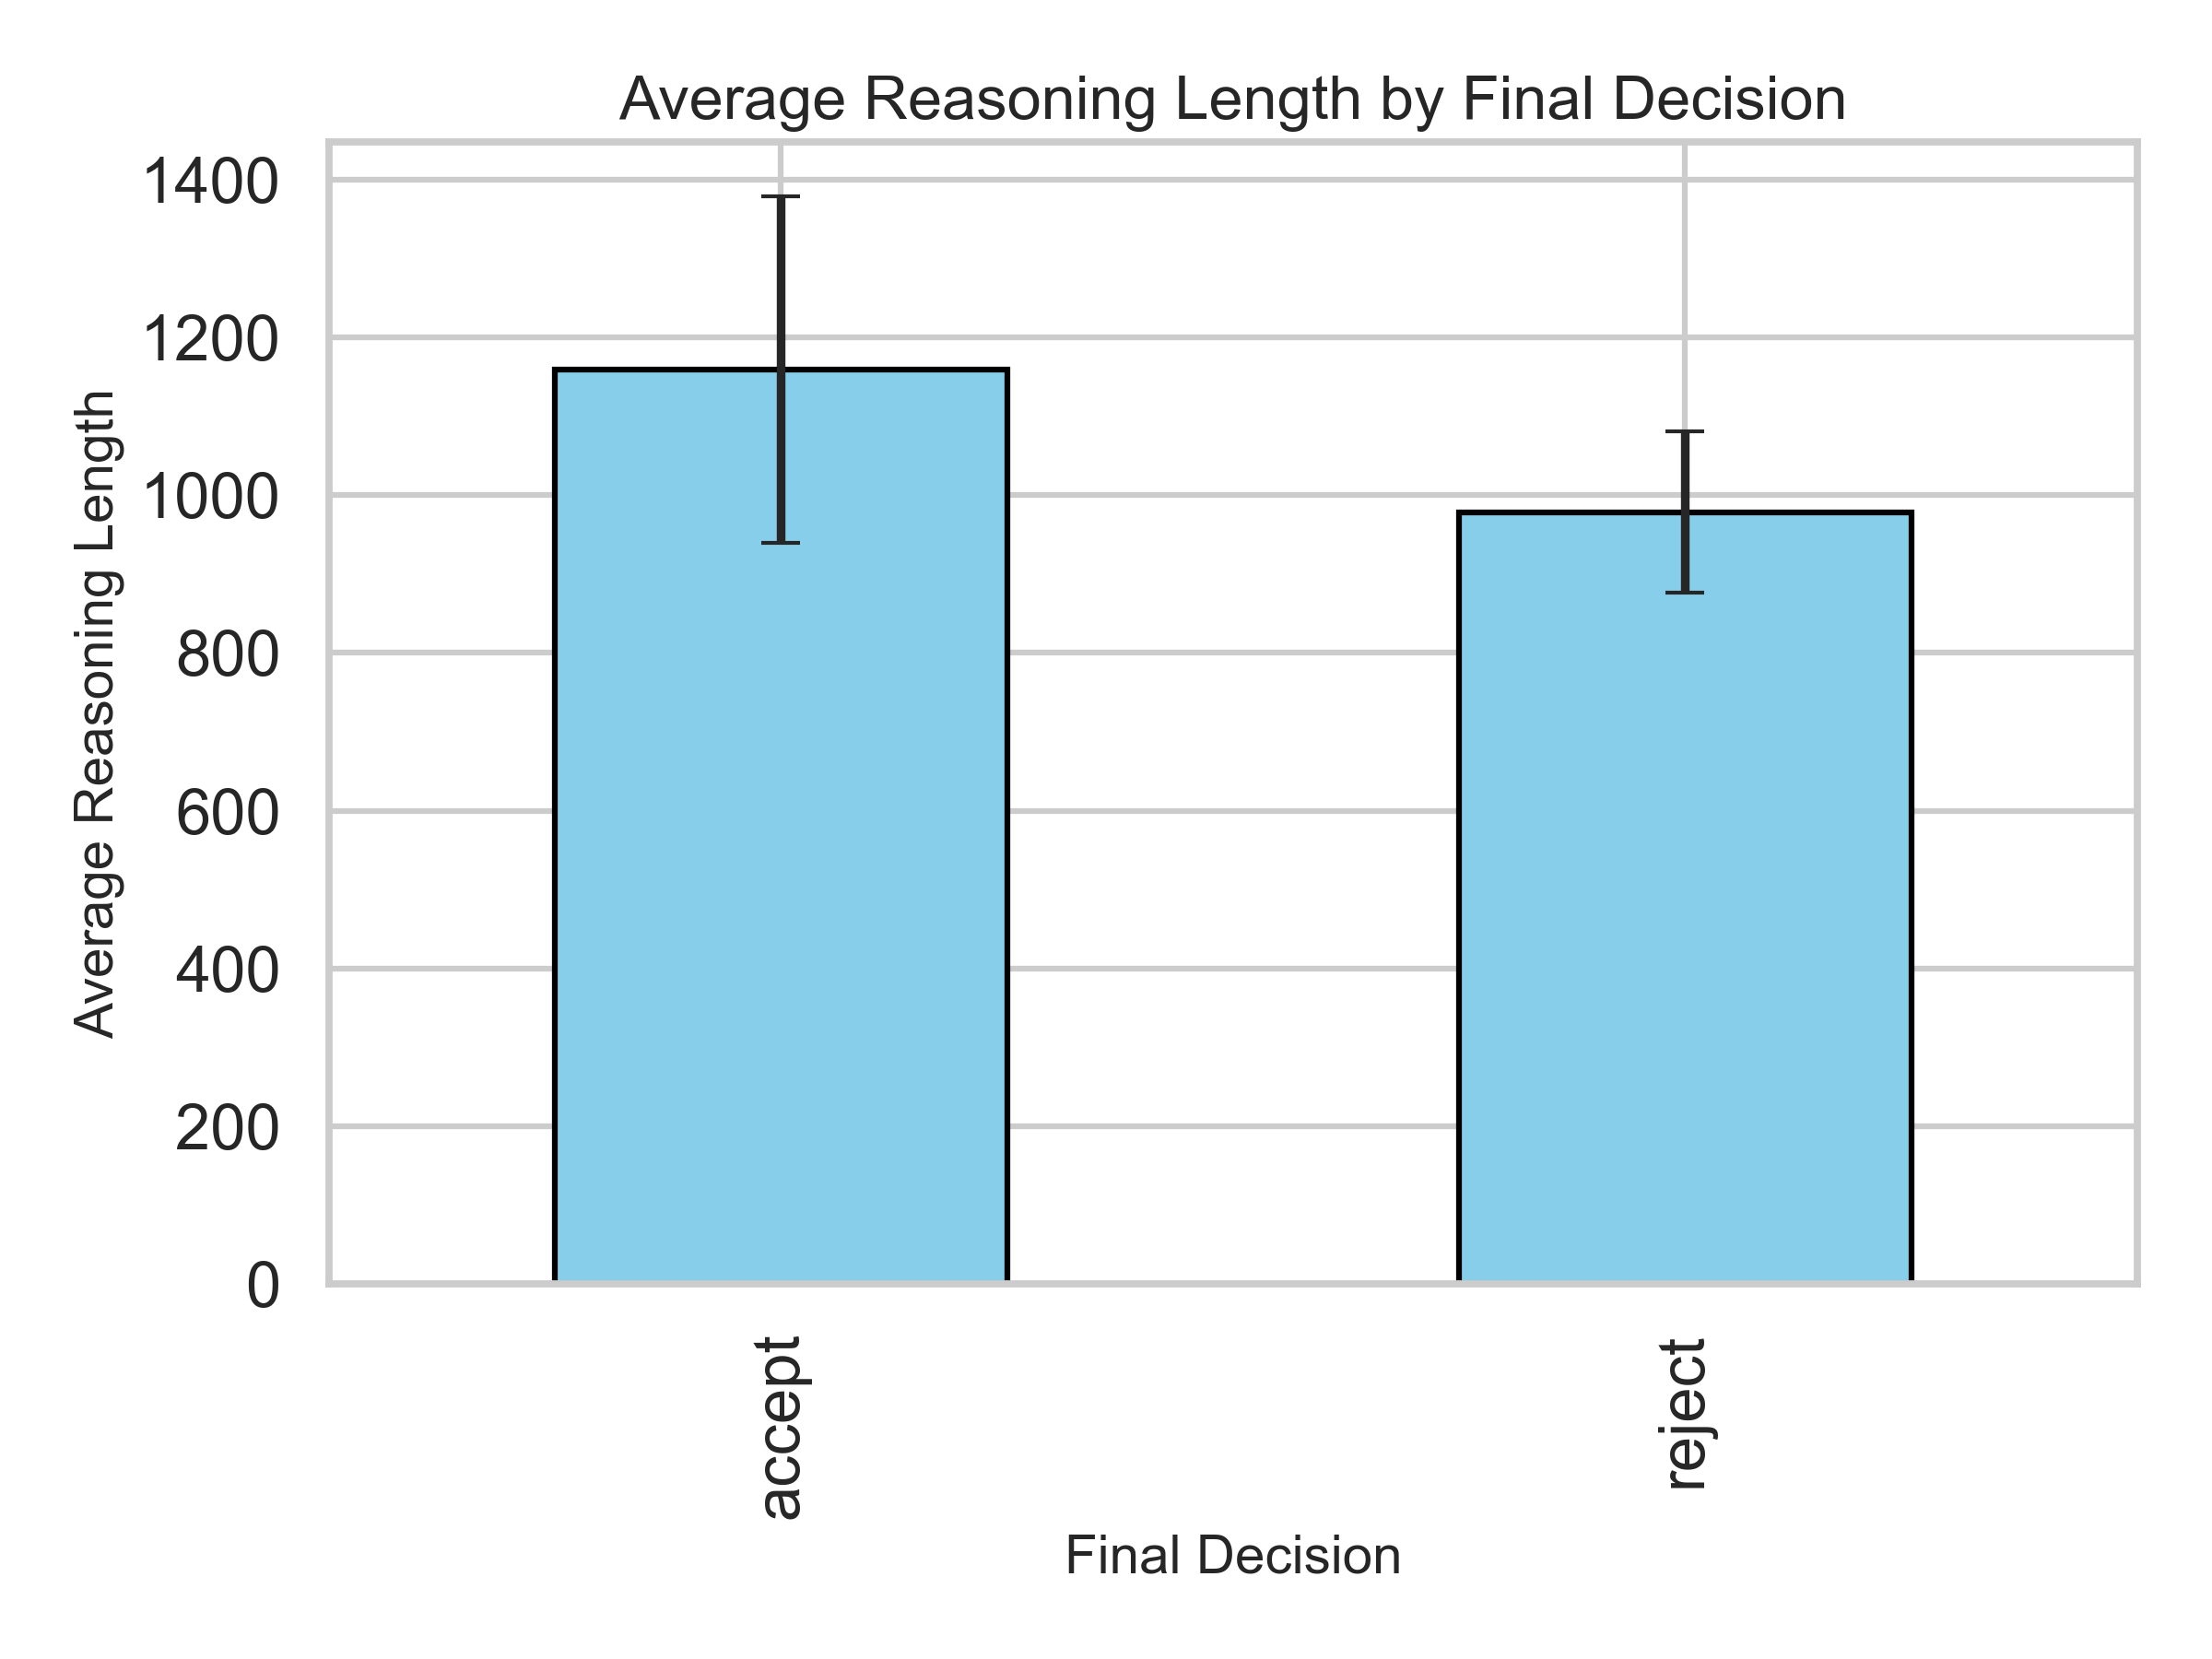 Average Reasoning Length by Final Decision
Average Reasoning Length
1400
1200
1000
800
600
400
200
0
accept
reject
Final Decision